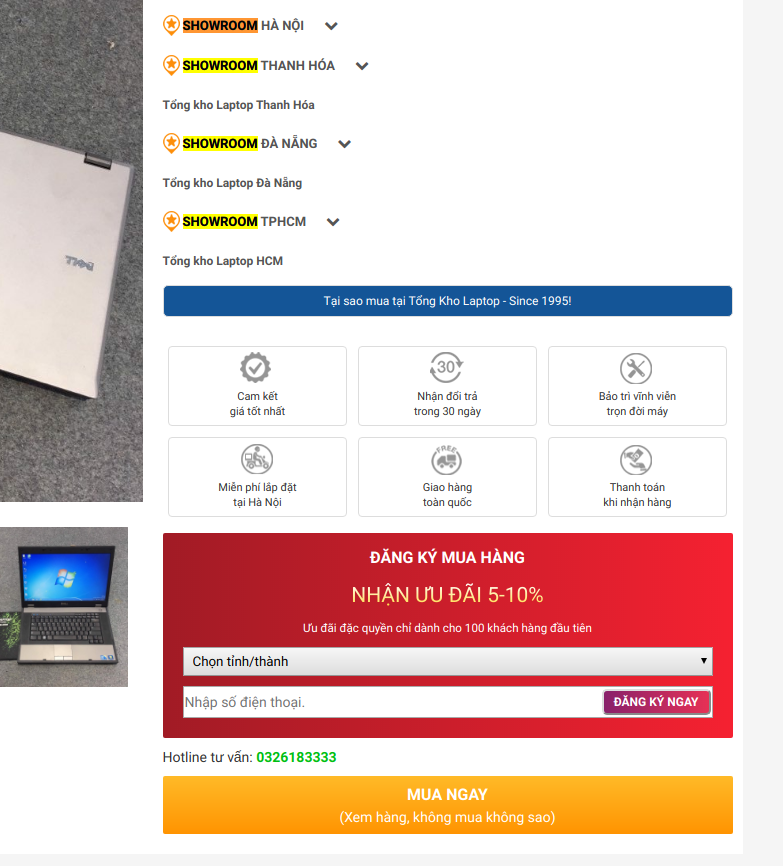 SHOWROOM HÀ NỘI
SHOWROOM THANH HÓA
Tổng kho Laptop Thanh Hóa
SHOWROOM ĐÀ NẴNG
Tổng kho Laptop Đà Nẵng
SHOWROOM TPHCM
Tổng kho Laptop HCM
DELL
Tại sao mua tại Tổng Kho Laptop - Since 1995!
30
Cam kết
giá tốt nhất
Nhận đổi trả
trong 30 ngày
Bảo trì vĩnh viễn
trọn đời máy
FREE
Miễn phí lắp đặt
tại Hà Nội
Giao hàng
toàn quốc
Thanh toán
khi nhận hàng
ĐĂNG KÝ MUA HÀNG
NHẬN ƯU ĐÃI 5-10%
Ưu đãi đặc quyền chỉ dành cho 100 khách hàng đầu tiên
Chọn tỉnh/thành
Nhập số điện thoại.
ĐĂNG KÝ NGAY
Hotline tư vấn: 0326183333
MUA NGAY
(Xem hàng, không mua không sao)